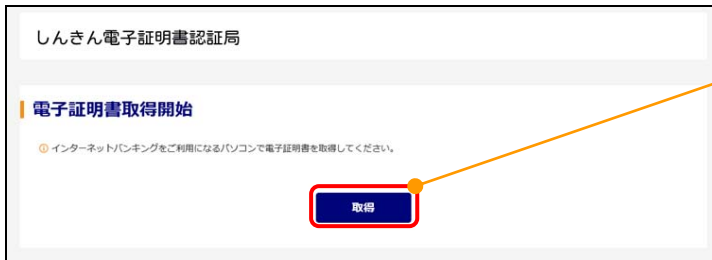 しんきん電子証明書認証局
電子証明書取得開始
インターネットバンキングをご利用になるパソコンで電子証明書を取得してください。
取得